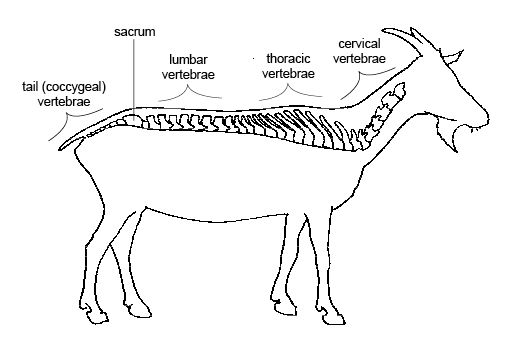 sacrum
lumbar
vertebrae
thoracic
vertebrae
cervical
vertebrae
tail (coccygeal)
vertebrae